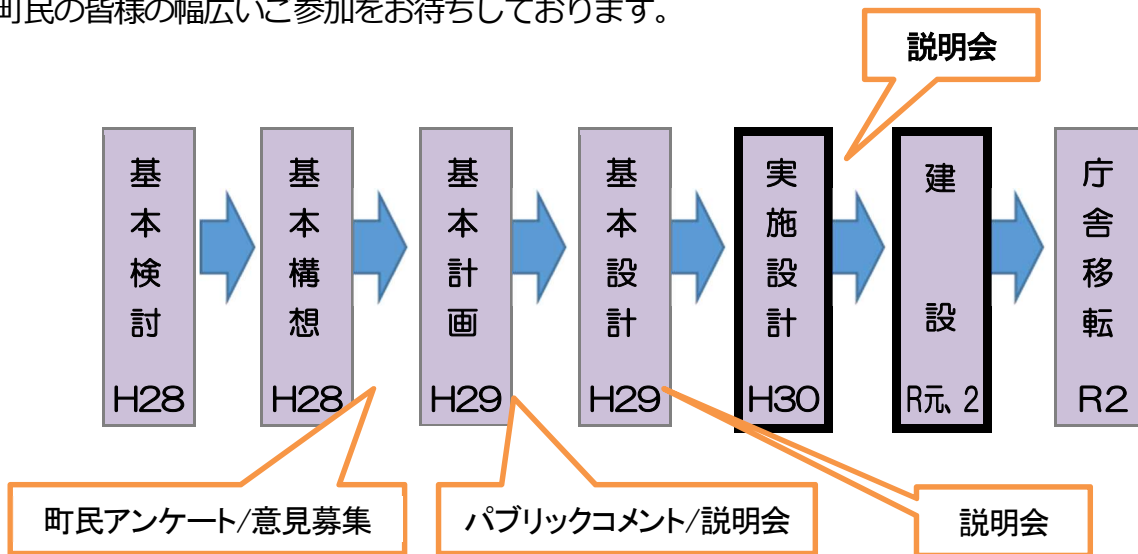 町民の皆様の幅広いご参加をお待ちしております。
説明会
基本検討
H28
基本構想
H28
基本計画
H29
基本設計
H29
実施設計
H30
建設
R元、2
庁舎移転
R2
町民アンケート/意見募集
パブリックコメント/説明会
説明会